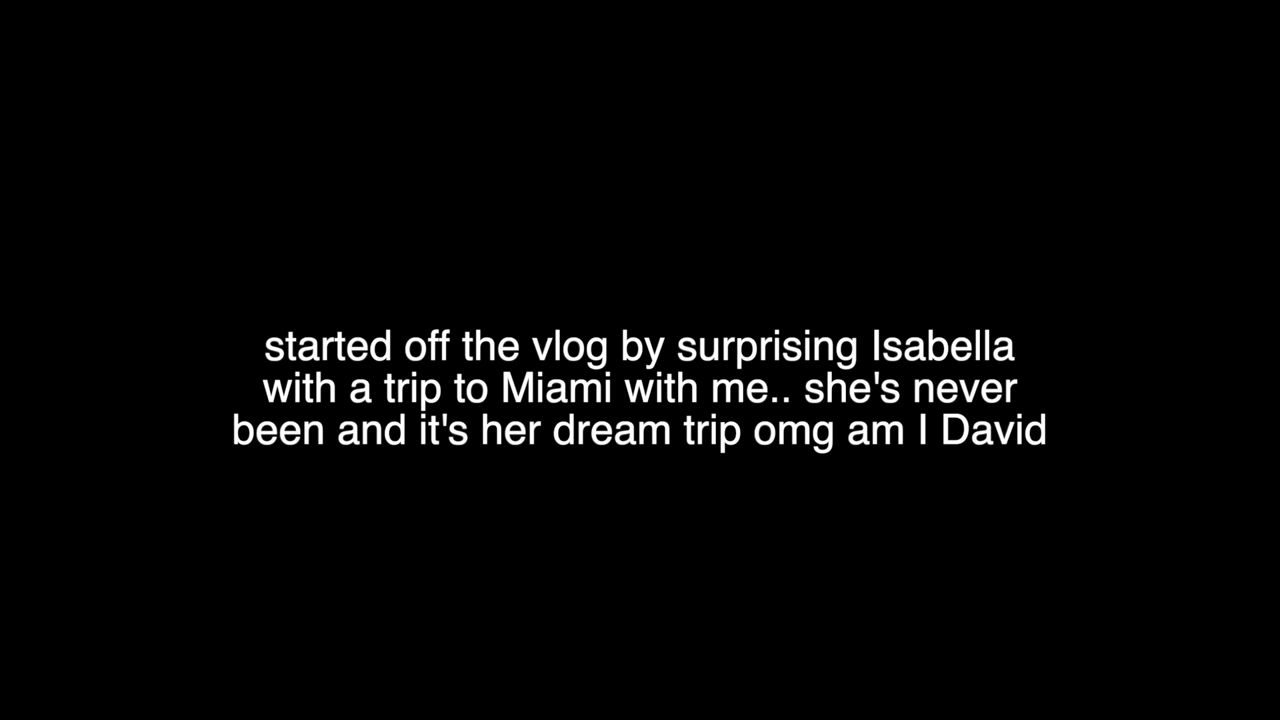 started off the vlog by surprising Isabella
with a trip to Miami with me.. she's never
been and it's her dream trip omg am I David